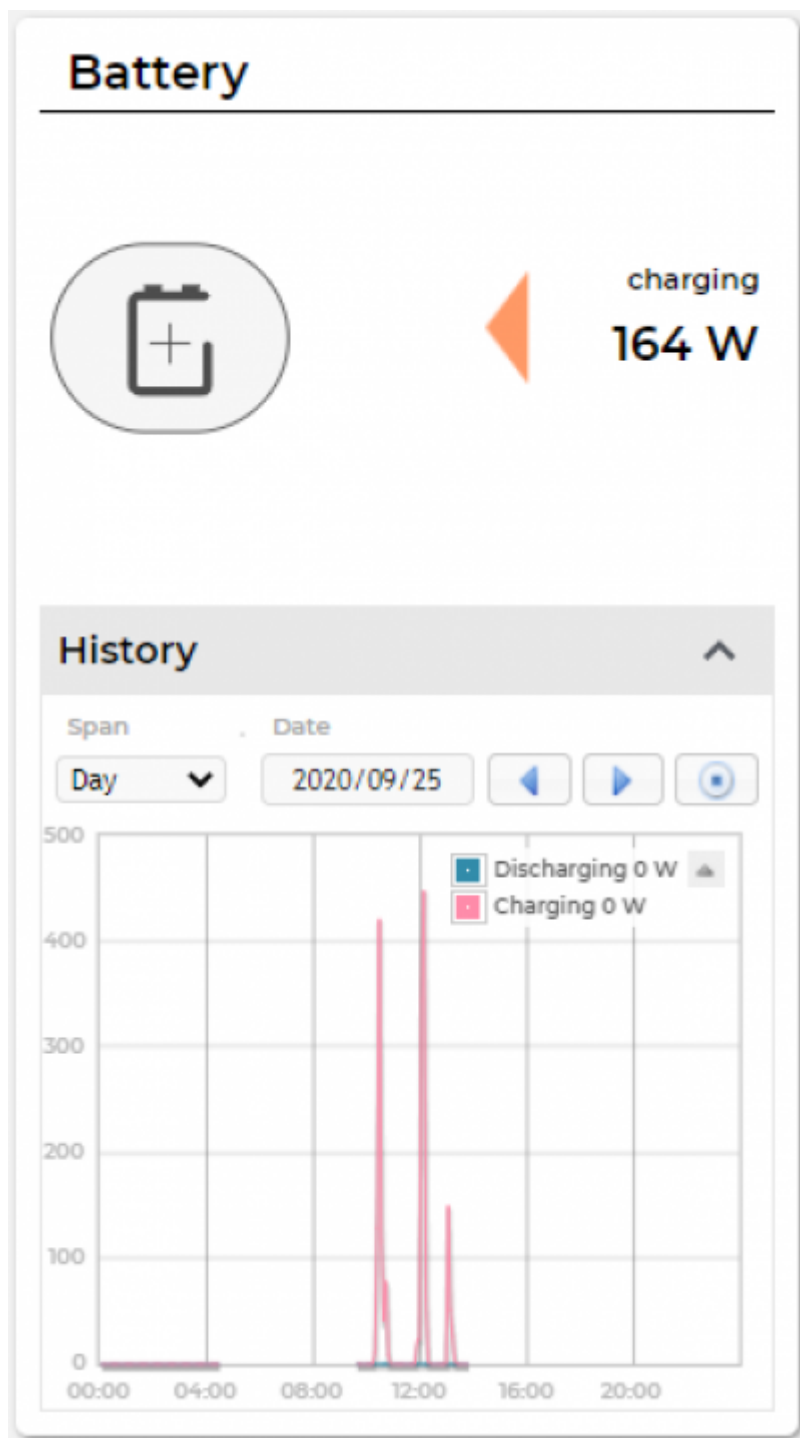 Battery
charging
164 W
History
Span . Date
Day 2020/09/25
500
Discharging 0 W
Charging 0 W
400
300
200
100
0
00:00 04:00 08:00 12:00 16:00 20:00